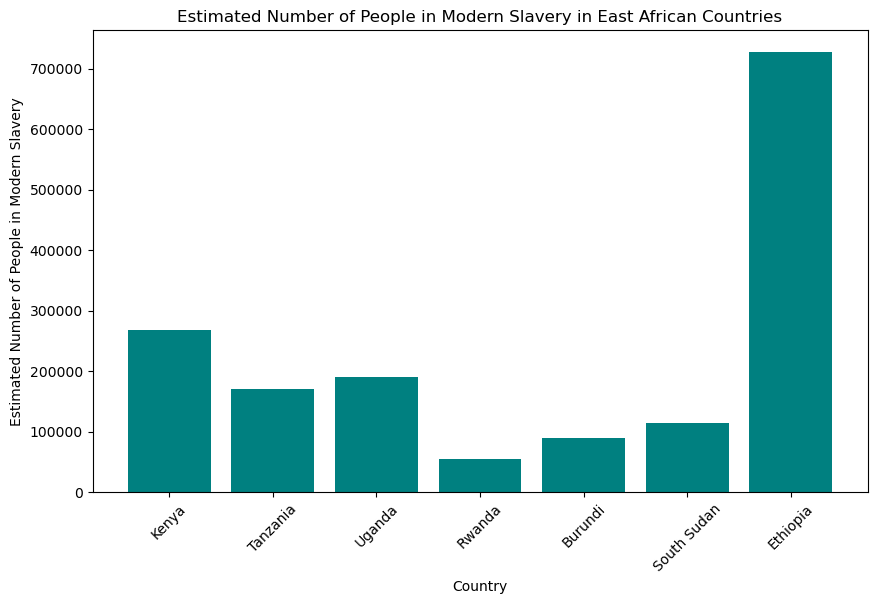 Estimated Number of People in Modern Slavery in East African Countries
Estimated Number of People in Modern Slavery
700000
600000
500000
400000
300000
200000
100000
0
Kenya
Tanzania
Uganda
Rwanda
Burundi
South Sudan
Ethiopia
Country